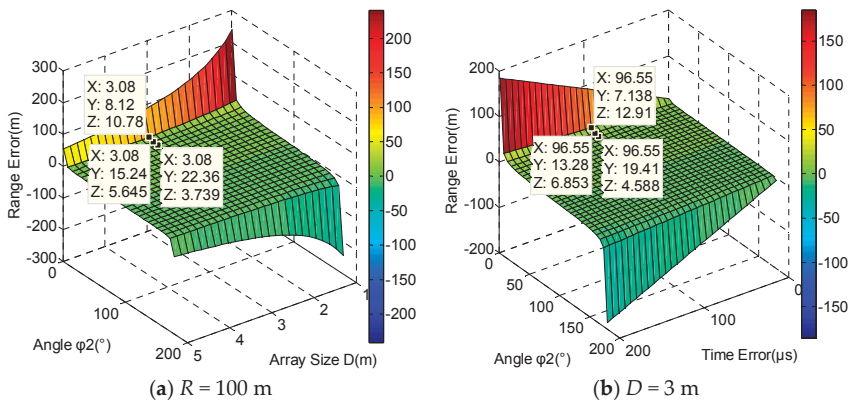 300
200
100
0
-100
-200
-300
Range Error(m)
0
100
200
Angle φ2(°)
5
4
3
2
1
Array Size D(m)
X: 3.08
Y: 8.12
Z: 10.78
X: 3.08
Y: 15.24
Z: 5.645
X: 3.08
Y: 22.36
Z: 3.739
200
150
100
50
0
-50
-100
-150
-200
(a) R = 100 m
200
100
0
-100
-200
Range Error(m)
0
50
100
150
200
Angle φ2(°)
200
100
0
Time Error(μs)
X: 96.55
Y: 7.138
Z: 12.91
X: 96.55
Y: 13.28
Z: 6.853
X: 96.55
Y: 19.41
Z: 4.588
150
100
50
0
-50
-100
-150
(b) D = 3 m